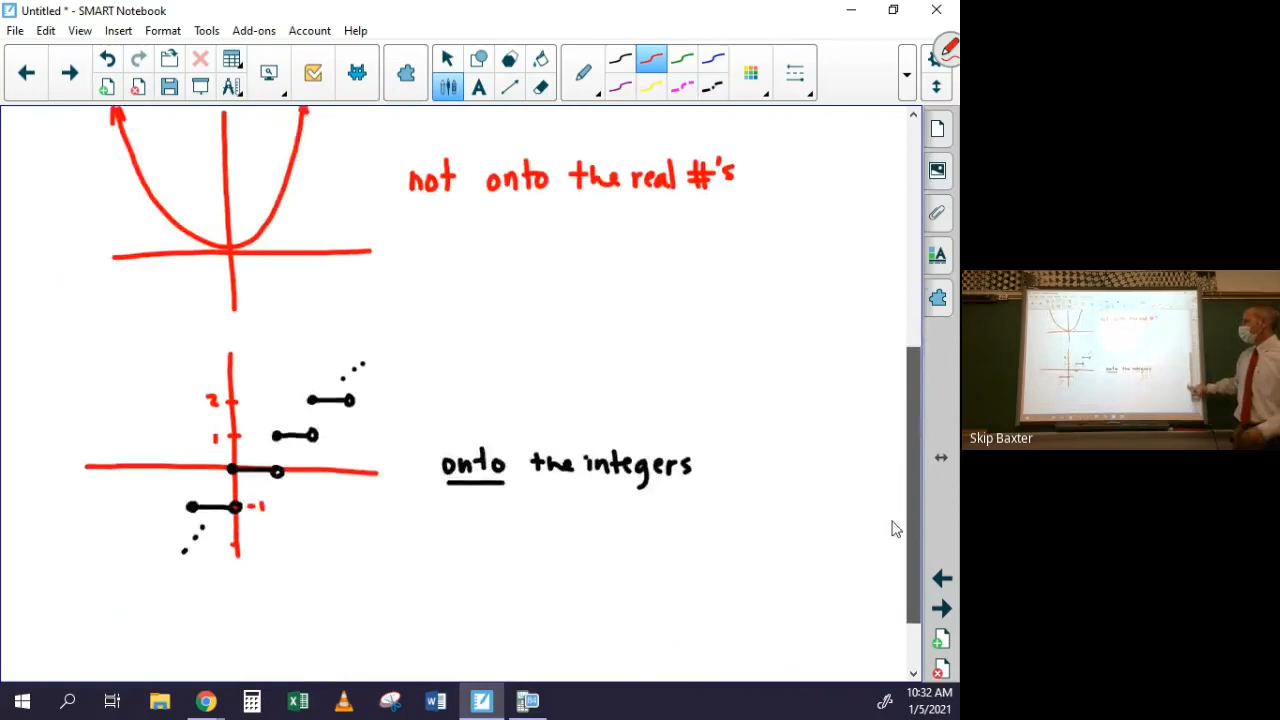 Untitled * - SMART Notebook
File Edit View Insert Format Tools Add-ons Account Help
not onto the real #'s
2
1
onto the integers
-1
Skip Baxter
10:32 AM
1/5/2021